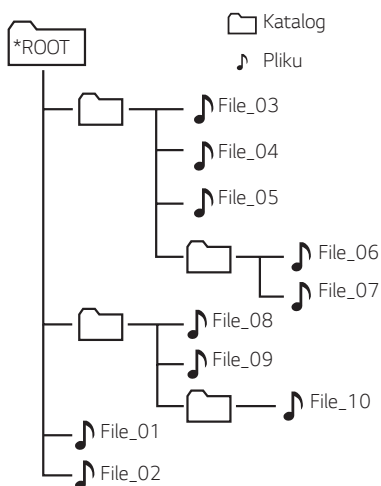 Katalog
*ROOT
Pliku
File_03
File_04
File_05
File_06
File_07
File_08
File_09
File_10
File_01
File_02